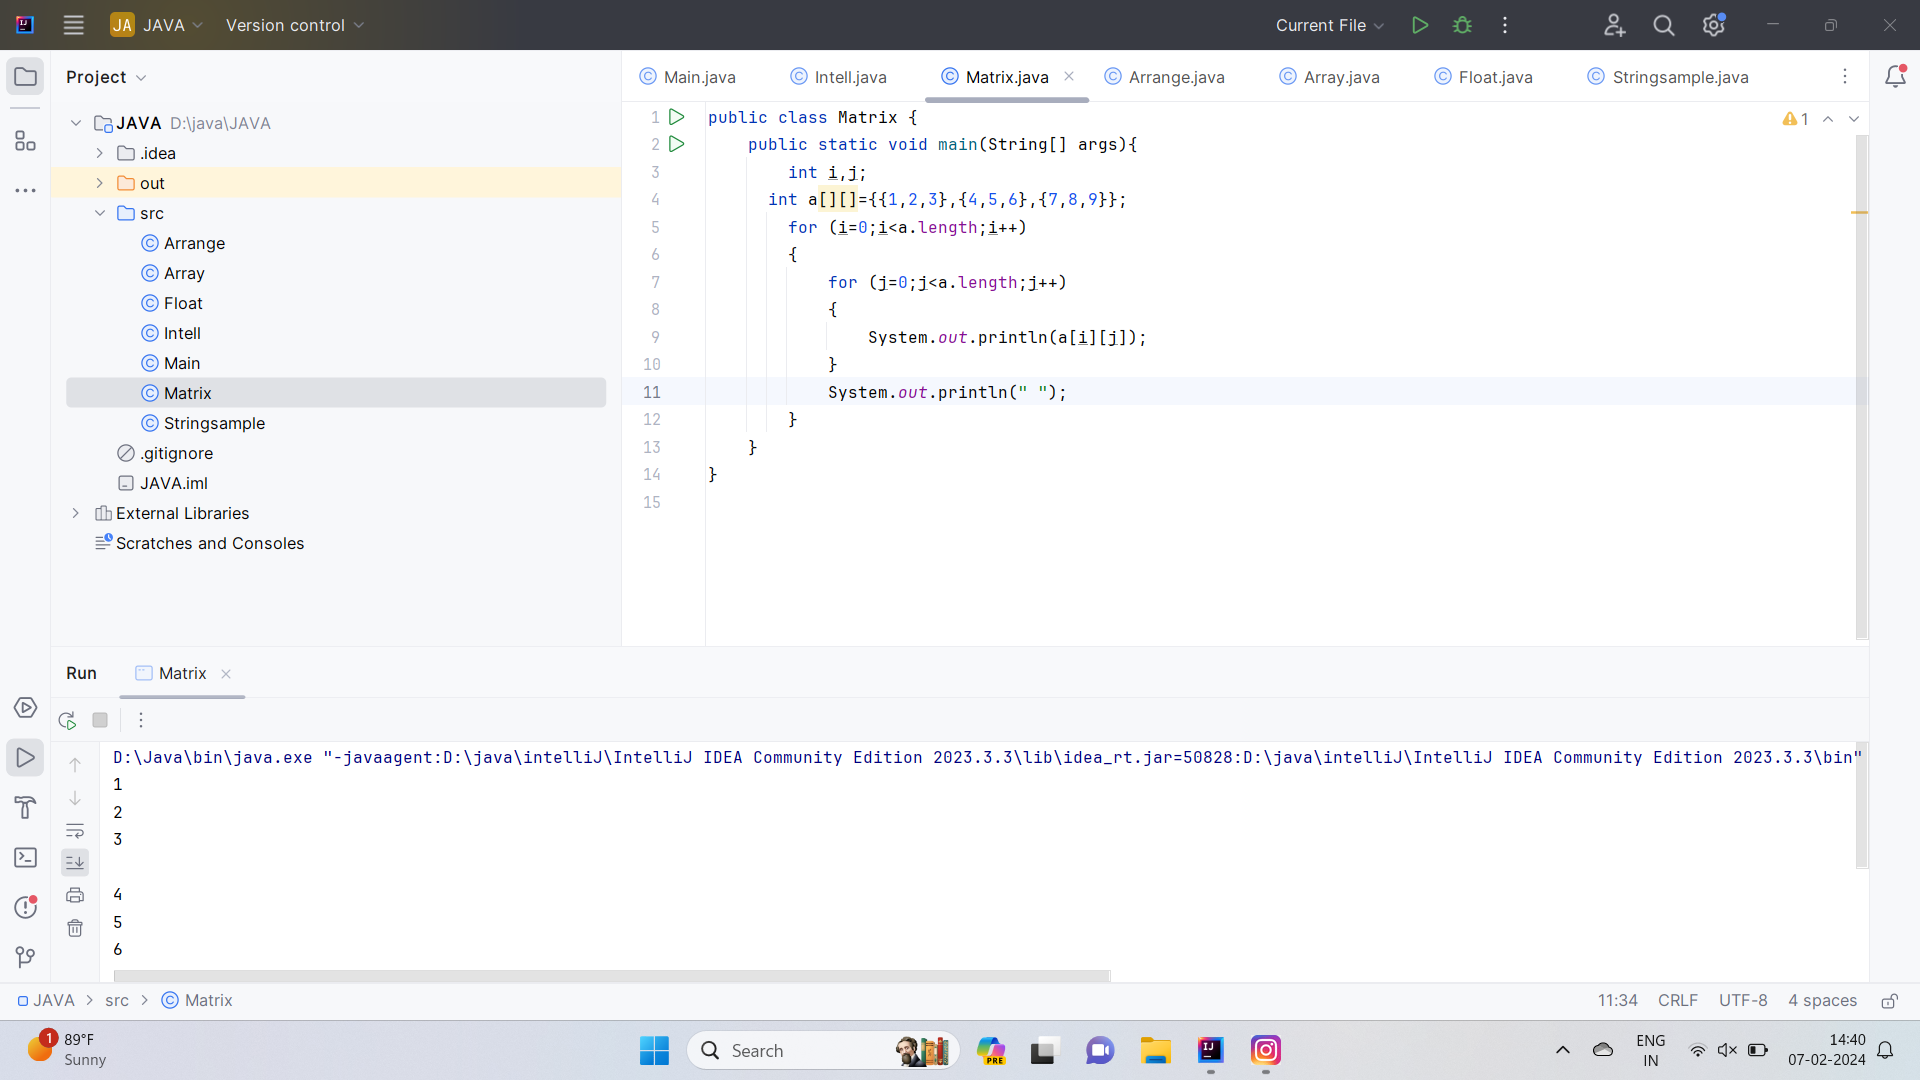 JA JAVA Version control Current File
Project
Main.java Intell.java Matrix.java Arrange.java Array.java Float.java Stringsample.java
JAVA D:\java\JAVA
.idea
out
src
Arrange
Array
Float
Intell
Main
Matrix
Stringsample
.gitignore
JAVA.iml
External Libraries
Scratches and Consoles
1 public class Matrix {
2 public static void main(String[] args){
3 int i,j;
4 int a[][]={{1,2,3},{4,5,6},{7,8,9}};
5 for (i=0;i<a.length;i++)
6 {
7 for (j=0;j<a.length;j++)
8 {
9 System.out.println(a[i][j]);
10 }
11 System.out.println(" ");
12 }
13 }
14 }
15
1
Run Matrix
D:\Java\bin\java.exe "-javaagent:D:\java\intelliJ\IntelliJ IDEA Community Edition 2023.3.3\lib\idea_rt.jar=50828:D:\java\intelliJ\IntelliJ IDEA Community Edition 2023.3.3\bin"
1
2
3
4
5
6
JAVA > src > Matrix 11:34 CRLF UTF-8 4 spaces
1 89°F
Sunny
Search
PRE
IJ
ENG
IN
14:40
07-02-2024